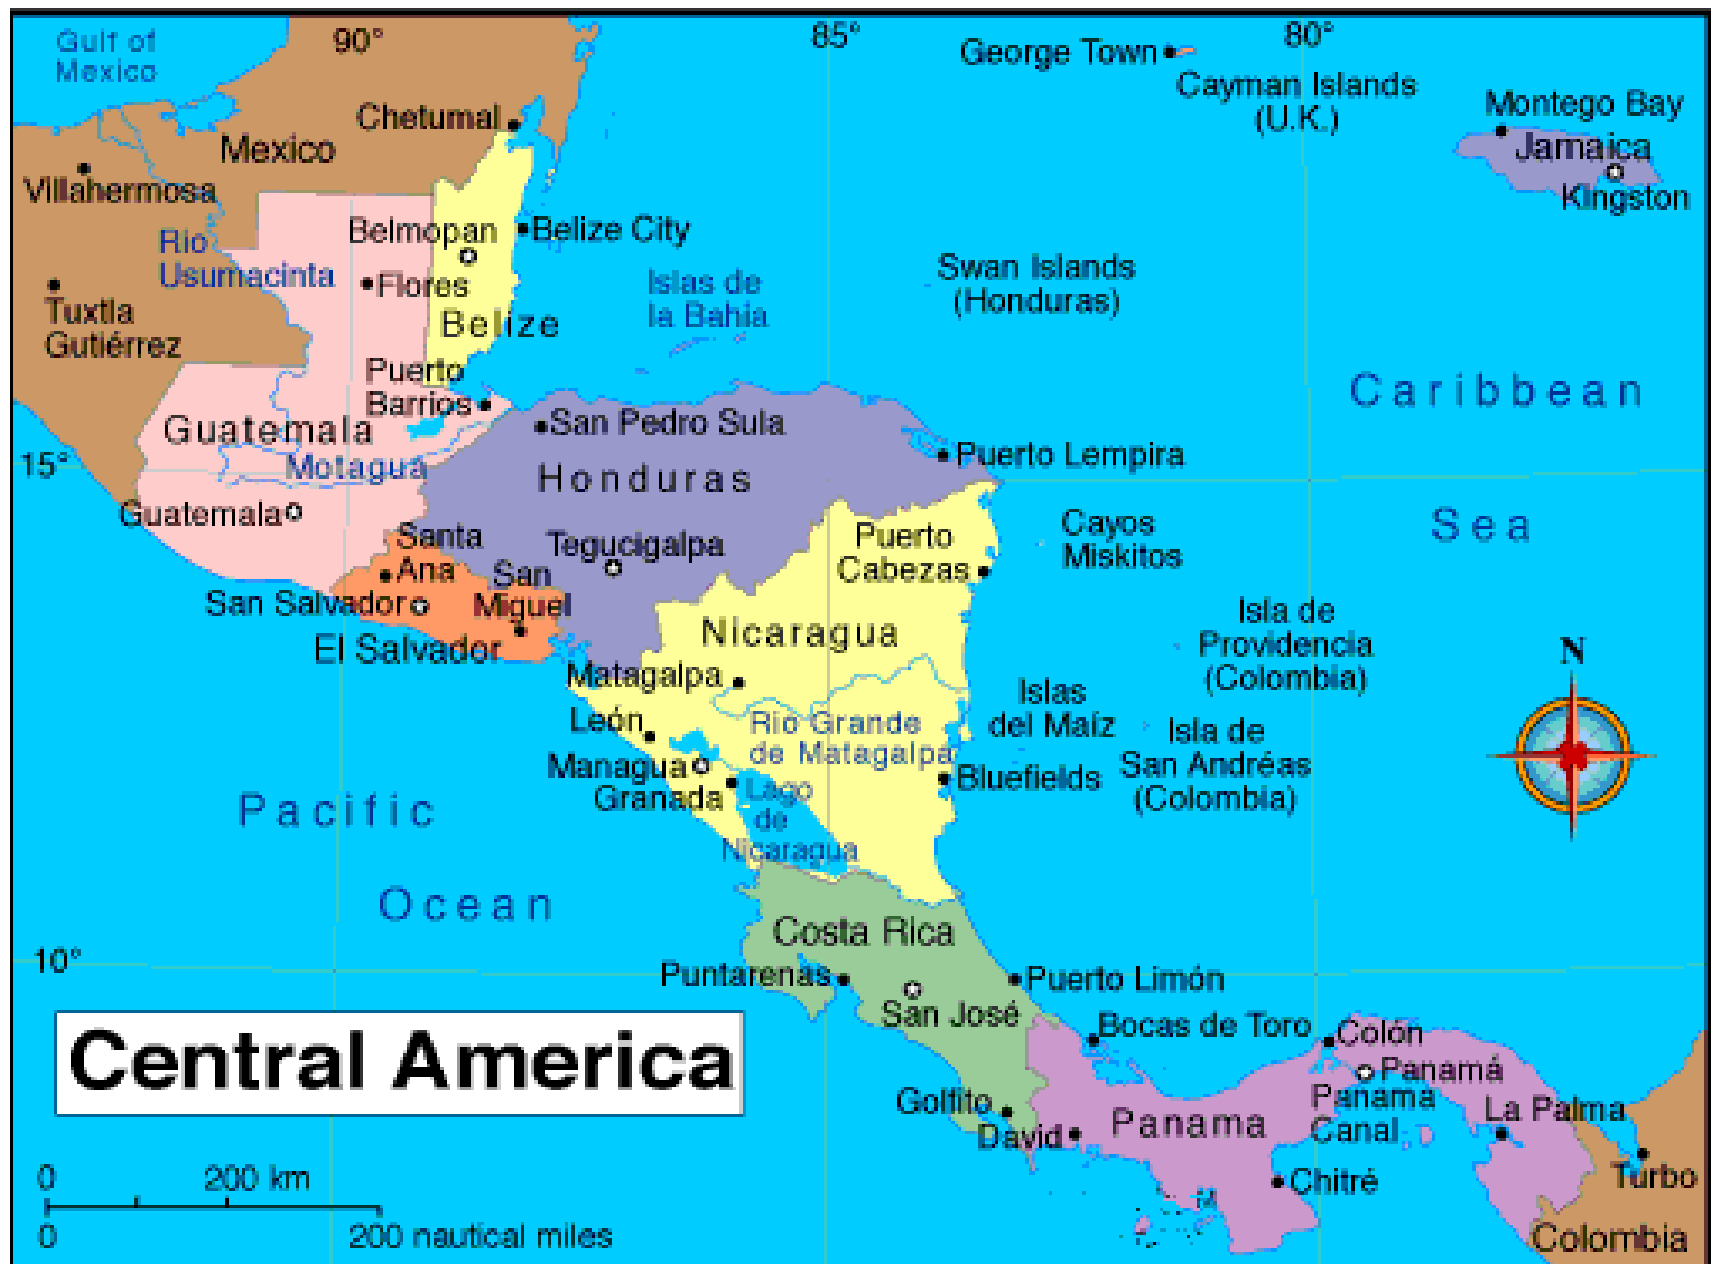 Gulf of
Mexico
90°
85°
80°
George Town
Cayman Islands
(U.K.)
Montego Bay
Jamaica
Kingston
Chetumal
Mexico
Villahermosa
Rio
Usumacinta
Belmopan
Belize City
Flores
Belize
Tuxtla
Gutiérrez
Islas de
la Bahia
Swan Islands
(Honduras)
Puerto
Barrios
Caribbean
Sea
Guatemala
Motagua
15°
Guatemala
San Pedro Sula
Honduras
Puerto Lempira
Santa
Ana
Tegucigalpa
San
Miguel
San Salvador
El Salvador
Puerto
Cabezas
Cayos
Miskitos
Nicaragua
Isla de
Providencia
(Colombia)
N
Matagalpa
León
Rio Grande
de Matagalpa
Islas
del Maíz
Isla de
San Andréas
(Colombia)
Managua
Granada
Lago
de
Nicaragua
Bluefields
Pacific
Ocean
Costa Rica
10°
Puntarenas
San José
Puerto Limón
Central America
Bocas de Toro
Colón
Panamá
Panama
Canal
La Palma
Golfito
David
Panama
Chitré
Turbo
Colombia
0
200 km
0
200 nautical miles